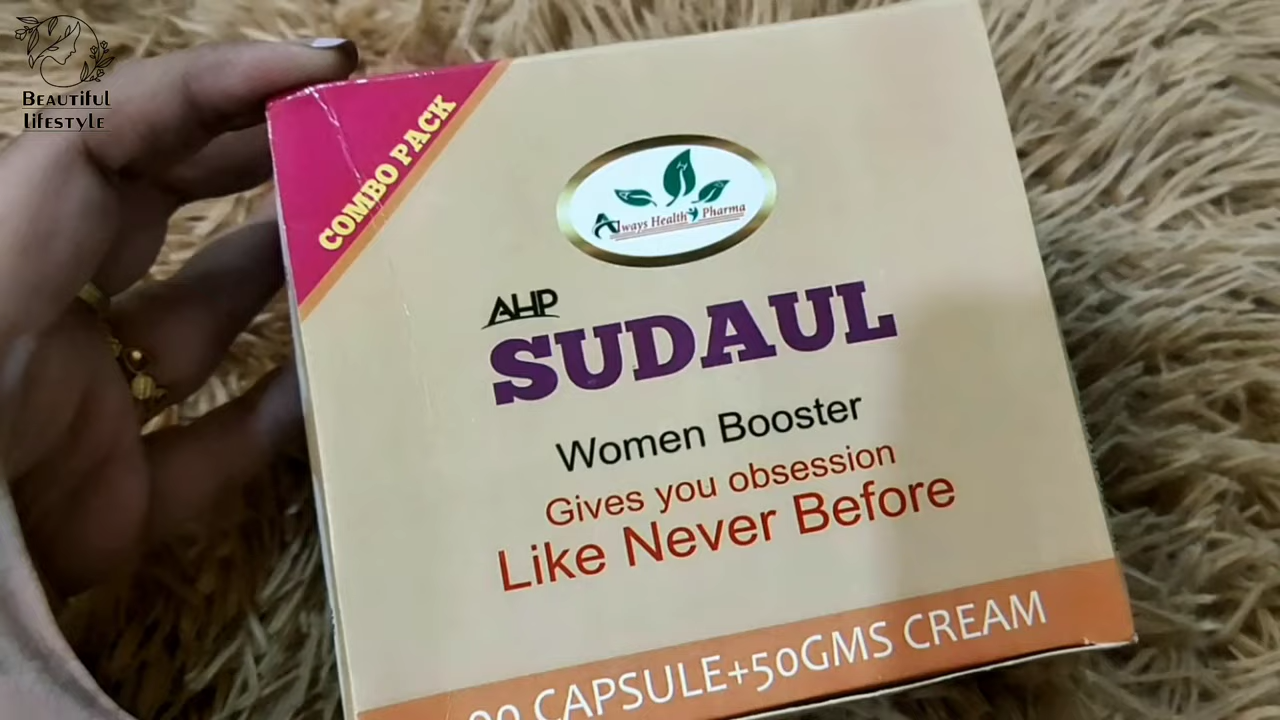 Beautiful
Lifestyle
COMBO PACK
Always Health Pharma
AHP
SUDAUL
Women Booster
Gives you obsession
Like Never Before
CAPSULE+50GMS CREAM